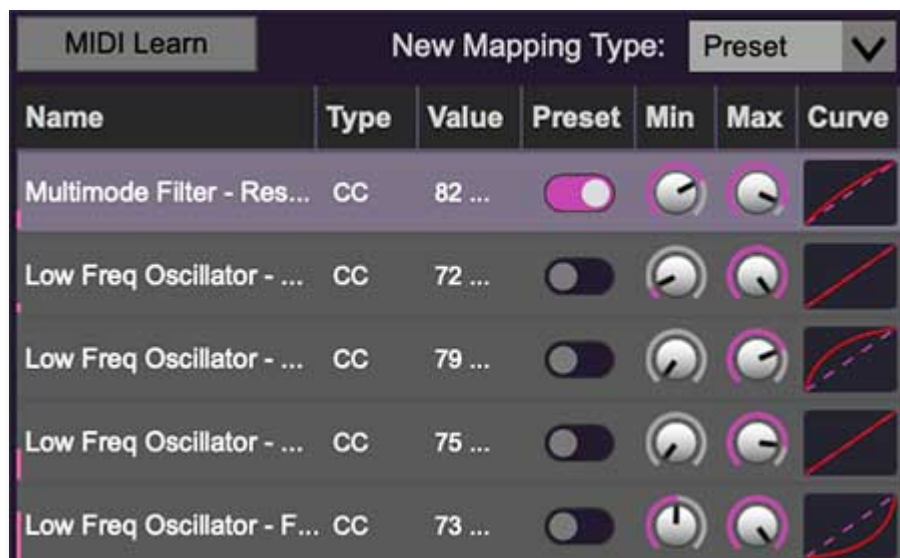 MIDI Learn New Mapping Type: Preset
Name Type Value Preset Min Max Curve
Multimode Filter - Res... CC 82 ...
Low Freq Oscillator - ... CC 72 ...
Low Freq Oscillator - ... CC 79 ...
Low Freq Oscillator - ... CC 75 ...
Low Freq Oscillator - F... CC 73 ...